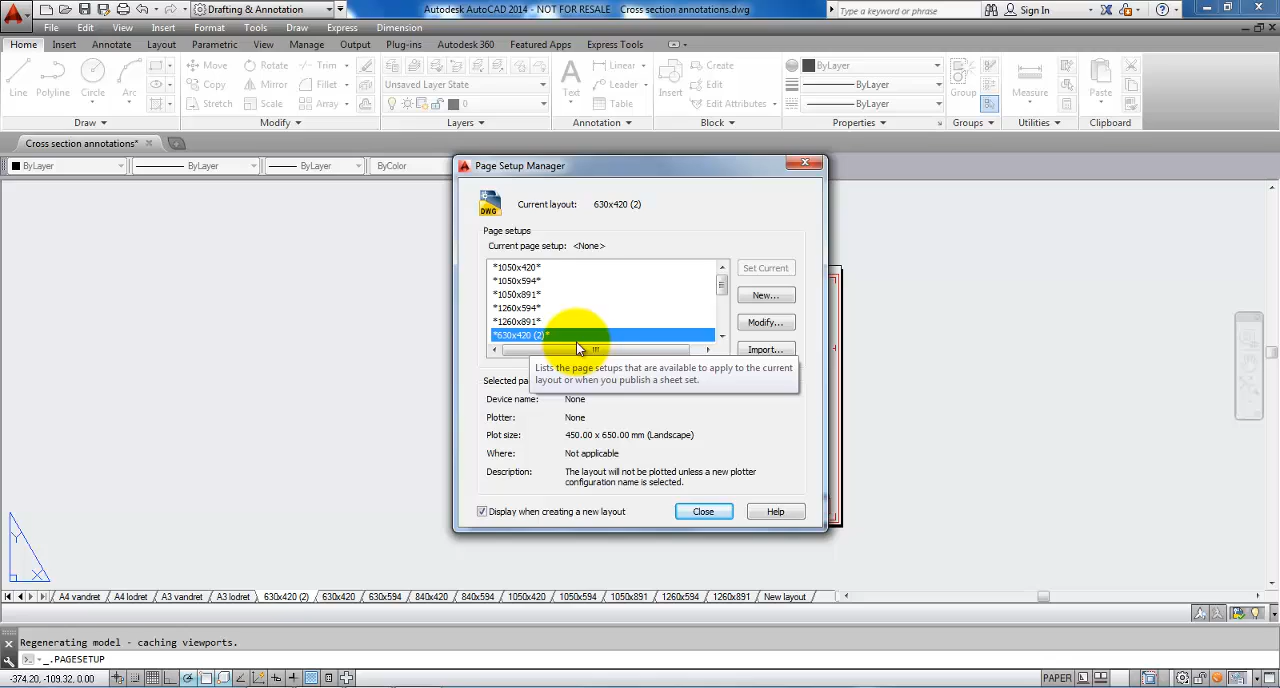 Drafting & Annotation
Autodesk AutoCAD 2014 - NOT FOR RESALE Cross section annotations.dwg
Type a keyword or phrase
Sign In
File Edit View Insert Format Tools Draw Express Dimension
Home Insert Annotate Layout Parametric View Manage Output Plug-ins Autodesk 360 Featured Apps Express Tools
Line Polyline Circle Arc
Move Rotate Trim
Copy Mirror Fillet
Stretch Scale Array
Unsaved Layer State
0
Text
Linear
Leader
Table
Insert
Create
Edit
Edit Attributes
ByLayer
ByLayer
ByLayer
Group
Measure
Paste
Draw Modify Layers Annotation Block Properties Groups Utilities Clipboard
Cross section annotations*
ByLayer ByLayer ByLayer ByColor
Page Setup Manager
DWG
Current layout: 630x420 (2)
Page setups
Current page setup: <None>
*1050x420*
*1050x594*
*1050x891*
*1260x594*
*1260x891*
*630x420 (2)*
Set Current
New...
Modify...
Import...
Lists the page setups that are available to apply to the current
layout or when you publish a sheet set.
Selected pa
Device name: None
Plotter: None
Plot size: 450.00 x 650.00 mm (Landscape)
Where: Not applicable
Description: The layout will not be plotted unless a new plotter
configuration name is selected.
Display when creating a new layout
Close
Help
Y
X
A4 vandret A4 lodret A3 vandret A3 lodret 630x420 (2) 630x420 630x594 840x420 840x594 1050x420 1050x594 1050x891 1260x594 1260x891 New layout
Regenerating model - caching viewports.
_.PAGESETUP
-374.20, -109.32, 0.00
PAPER